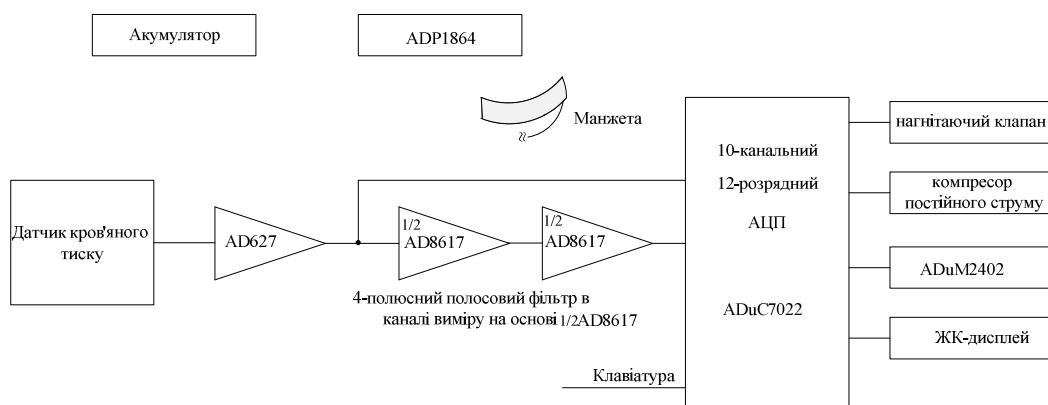 Акумулятор
ADP1864
Манжета
Датчик кров'яного
тиску
AD627
1/2
AD8617
1/2
AD8617
4-полюсний полосовий фільтр в
каналі виміру на основі 1/2AD8617
Клавіатура
10-канальний
12-розрядний
АЦП
ADuC7022
нагнітаючий клапан
компресор
постійного струму
ADuM2402
ЖК-дисплей